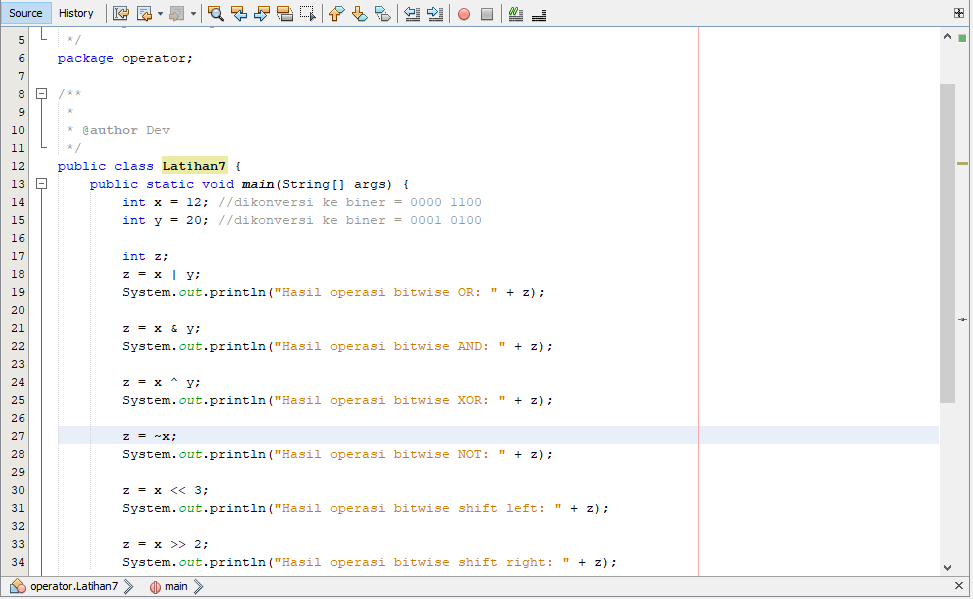 Source History
5 */
6 package operator;
7
8 /**
9 *
10 * @author Dev
11 */
12 public class Latihan7 {
13 public static void main(String[] args) {
14 int x = 12; //dikonversi ke biner = 0000 1100
15 int y = 20; //dikonversi ke biner = 0001 0100
16
17 int z;
18 z = x | y;
19 System.out.println("Hasil operasi bitwise OR: " + z);
20
21 z = x & y;
22 System.out.println("Hasil operasi bitwise AND: " + z);
23
24 z = x ^ y;
25 System.out.println("Hasil operasi bitwise XOR: " + z);
26
27 z = ~x;
28 System.out.println("Hasil operasi bitwise NOT: " + z);
29
30 z = x << 3;
31 System.out.println("Hasil operasi bitwise shift left: " + z);
32
33 z = x >> 2;
34 System.out.println("Hasil operasi bitwise shift right: " + z);
operator.Latihan7 main